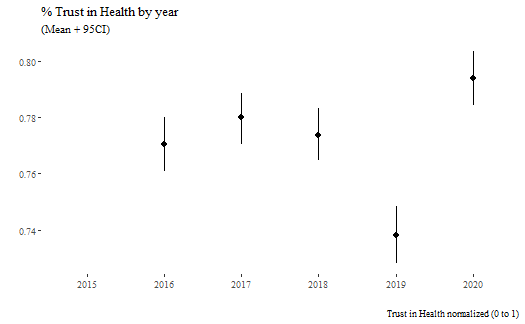 % Trust in Health by year
(Mean + 95CI)
0.80
0.78
0.76
0.74
2015 2016 2017 2018 2019 2020
Trust in Health normalized (0 to 1)